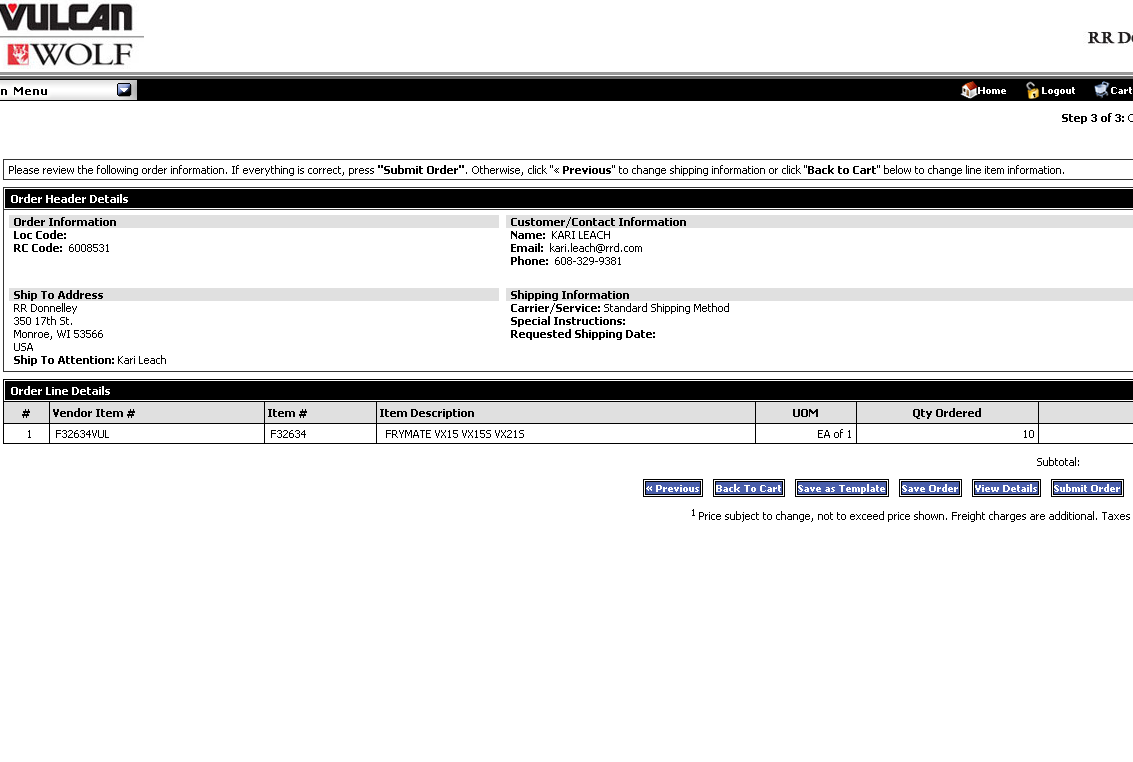 VULCAN
WOLF
RR D
n Menu
Home Logout Cart
Step 3 of 3:
Please review the following order information. If everything is correct, press "Submit Order". Otherwise, click "« Previous" to change shipping information or click "Back to Cart" below to change line item information.
Order Header Details
Order Information
Loc Code:
RC Code: 6008531
Customer/Contact Information
Name: KARI LEACH
Email: kari.leach@rrd.com
Phone: 608-329-9381
Ship To Address
RR Donnelley
350 17th St.
Monroe, WI 53566
USA
Ship To Attention: Kari Leach
Shipping Information
Carrier/Service: Standard Shipping Method
Special Instructions:
Requested Shipping Date:
Order Line Details
# Vendor Item # Item # Item Description UOM Qty Ordered
1 F32634VUL F32634 FRYMATE VX15 VX15S VX21S EA of 1 10
Subtotal:
« Previous Back To Cart Save as Template Save Order View Details Submit Order
1 Price subject to change, not to exceed price shown. Freight charges are additional. Taxes